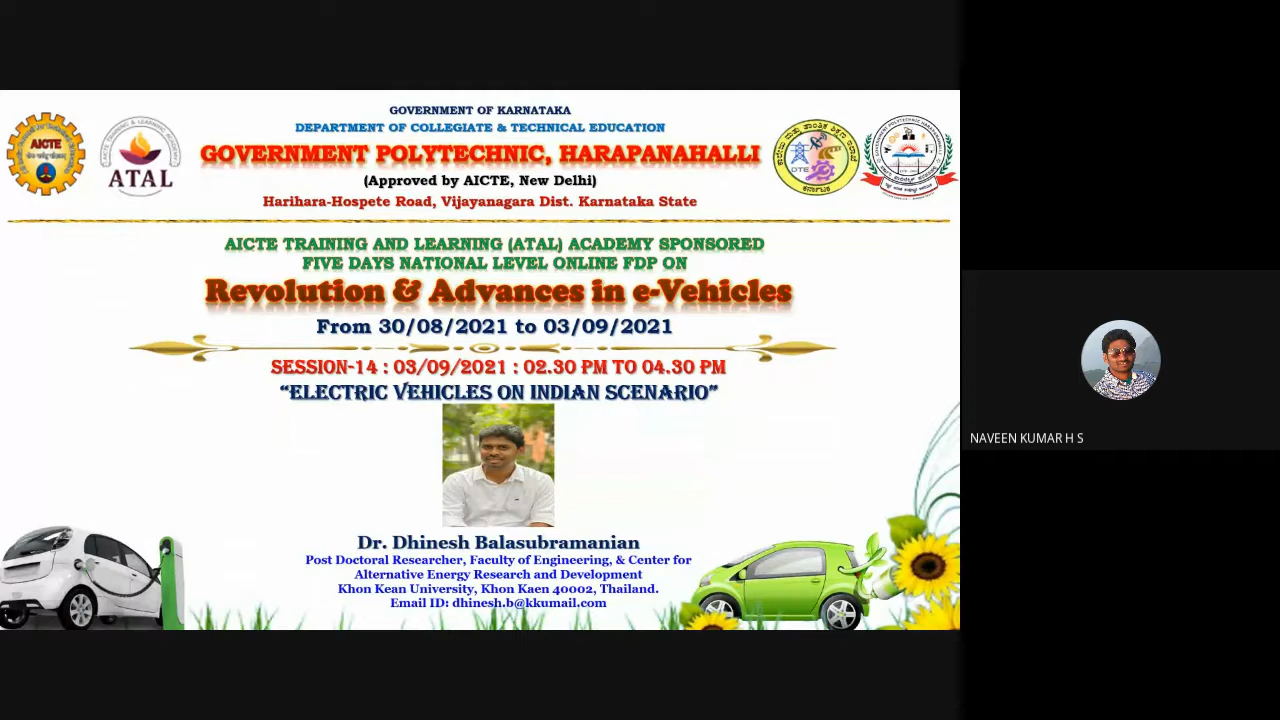 GOVERNMENT OF KARNATAKA
DEPARTMENT OF COLLEGIATE & TECHNICAL EDUCATION
GOVERNMENT POLYTECHNIC, HARAPANAHALLI
(Approved by AICTE, New Delhi)
Harihara-Hospete Road, Vijayanagara Dist. Karnataka State
AICTE
ATAL
DTE
AICTE TRAINING AND LEARNING (ATAL) ACADEMY SPONSORED
FIVE DAYS NATIONAL LEVEL ONLINE FDP ON
Revolution & Advances in e-Vehicles
From 30/08/2021 to 03/09/2021
SESSION-14 : 03/09/2021 : 02.30 PM TO 04.30 PM
“ELECTRIC VEHICLES ON INDIAN SCENARIO”
Dr. Dhinesh Balasubramanian
Post Doctoral Researcher, Faculty of Engineering, & Center for
Alternative Energy Research and Development
Khon Kean University, Khon Kaen 40002, Thailand.
Email ID: dhinesh.b@kkumail.com
NAVEEN KUMAR H S